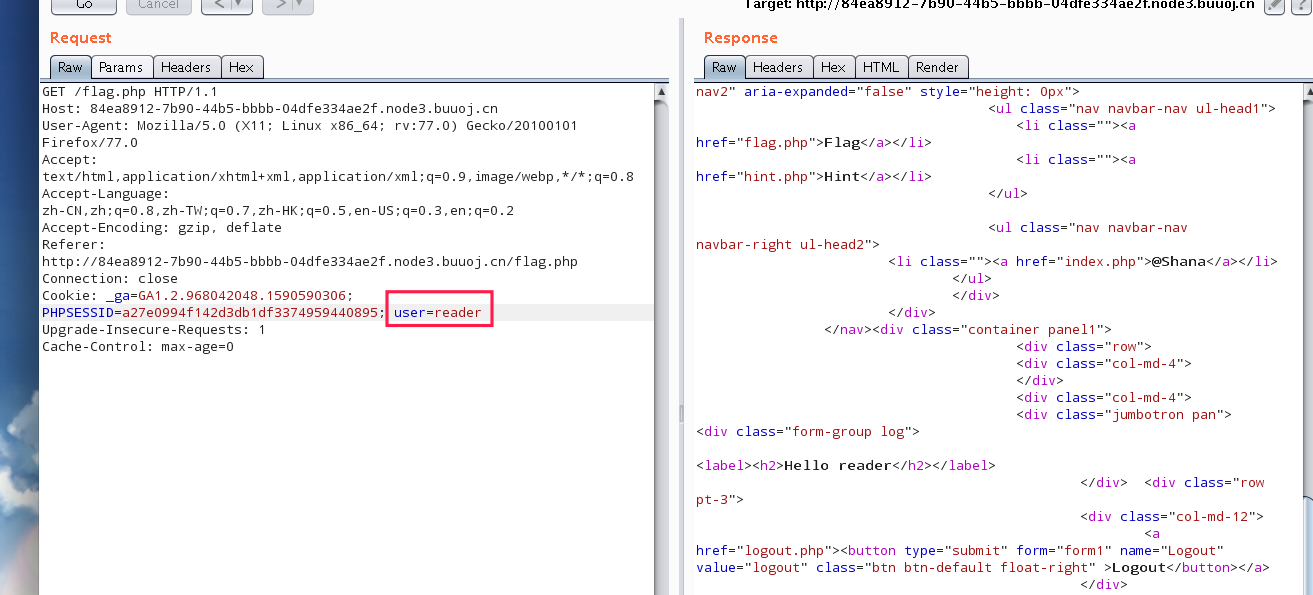 Go
Cancel
<
>
Target: http://84ea8912-7b90-44b5-bbbb-04dfe334ae2f.node3.buuoj.cn
?
Request
Raw Params Headers Hex
GET /flag.php HTTP/1.1
Host: 84ea8912-7b90-44b5-bbbb-04dfe334ae2f.node3.buuoj.cn
User-Agent: Mozilla/5.0 (X11; Linux x86_64; rv:77.0) Gecko/20100101
Firefox/77.0
Accept:
text/html,application/xhtml+xml,application/xml;q=0.9,image/webp,*/*;q=0.8
Accept-Language:
zh-CN,zh;q=0.8,zh-TW;q=0.7,zh-HK;q=0.5,en-US;q=0.3,en;q=0.2
Accept-Encoding: gzip, deflate
Referer:
http://84ea8912-7b90-44b5-bbbb-04dfe334ae2f.node3.buuoj.cn/flag.php
Connection: close
Cookie: _ga=GA1.2.968042048.1590590306;
PHPSESSID=a27e0994f142d3db1df3374959440895; user=reader
Upgrade-Insecure-Requests: 1
Cache-Control: max-age=0
Response
Raw Headers Hex HTML Render
nav2" aria-expanded="false" style="height: 0px">
<ul class="nav navbar-nav ul-head1">
<li class=""><a
href="flag.php">Flag</a></li>
<li class=""><a
href="hint.php">Hint</a></li>
</ul>
<ul class="nav navbar-nav
navbar-right ul-head2">
<li class=""><a href="index.php">@Shana</a></li>
</ul>
</div>
</div>
</nav><div class="container panel1">
<div class="row">
<div class="col-md-4">
</div>
<div class="col-md-4">
<div class="jumbotron pan">
<div class="form-group log">
<label><h2>Hello reader</h2></label>
</div> <div class="row
pt-3">
<div class="col-md-12">
<a
href="logout.php"><button type="submit" form="form1" name="Logout"
value="logout" class="btn btn-default float-right" >Logout</button></a>
</div>